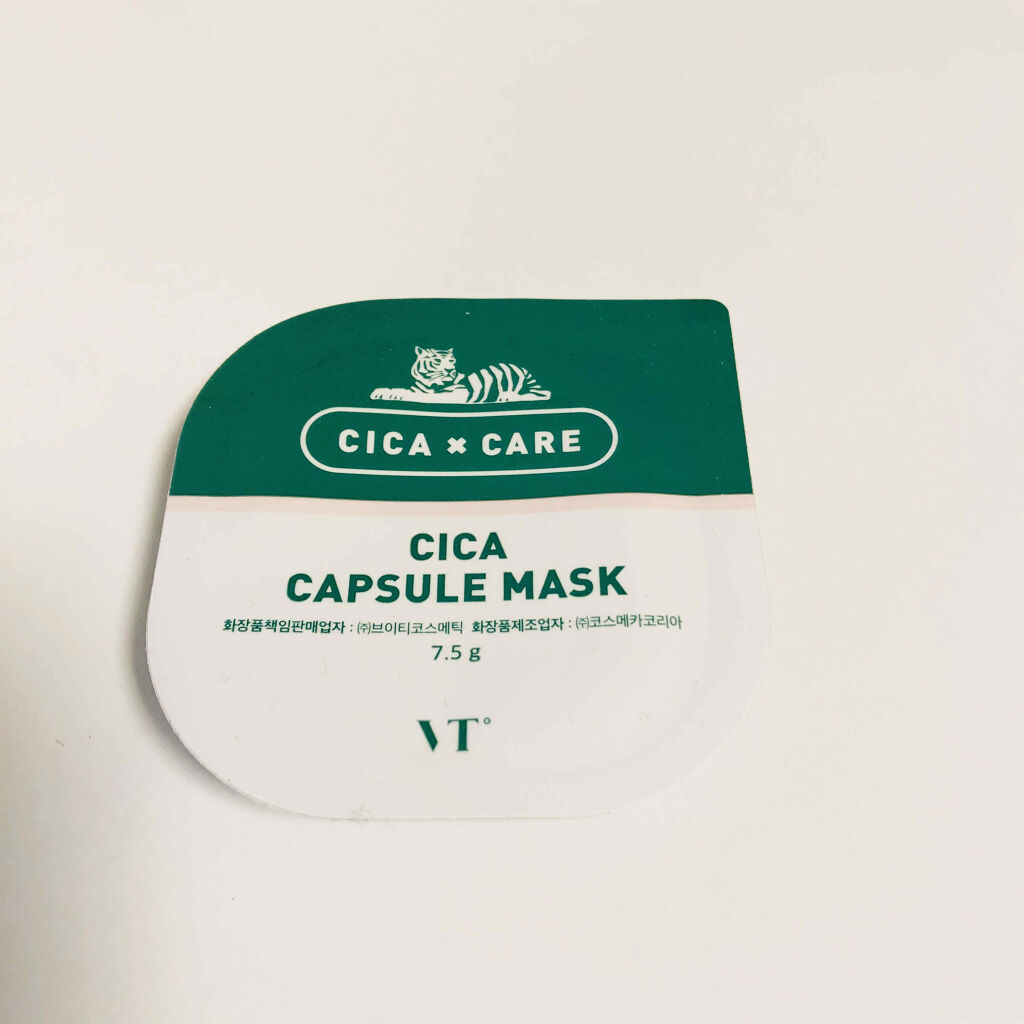 CICA × CARE
CICA
CAPSULE MASK
화장품책임판매업자 : ㈜브이티코스메틱 화장품제조업자 : ㈜코스메카코리아
7.5 g
VT°